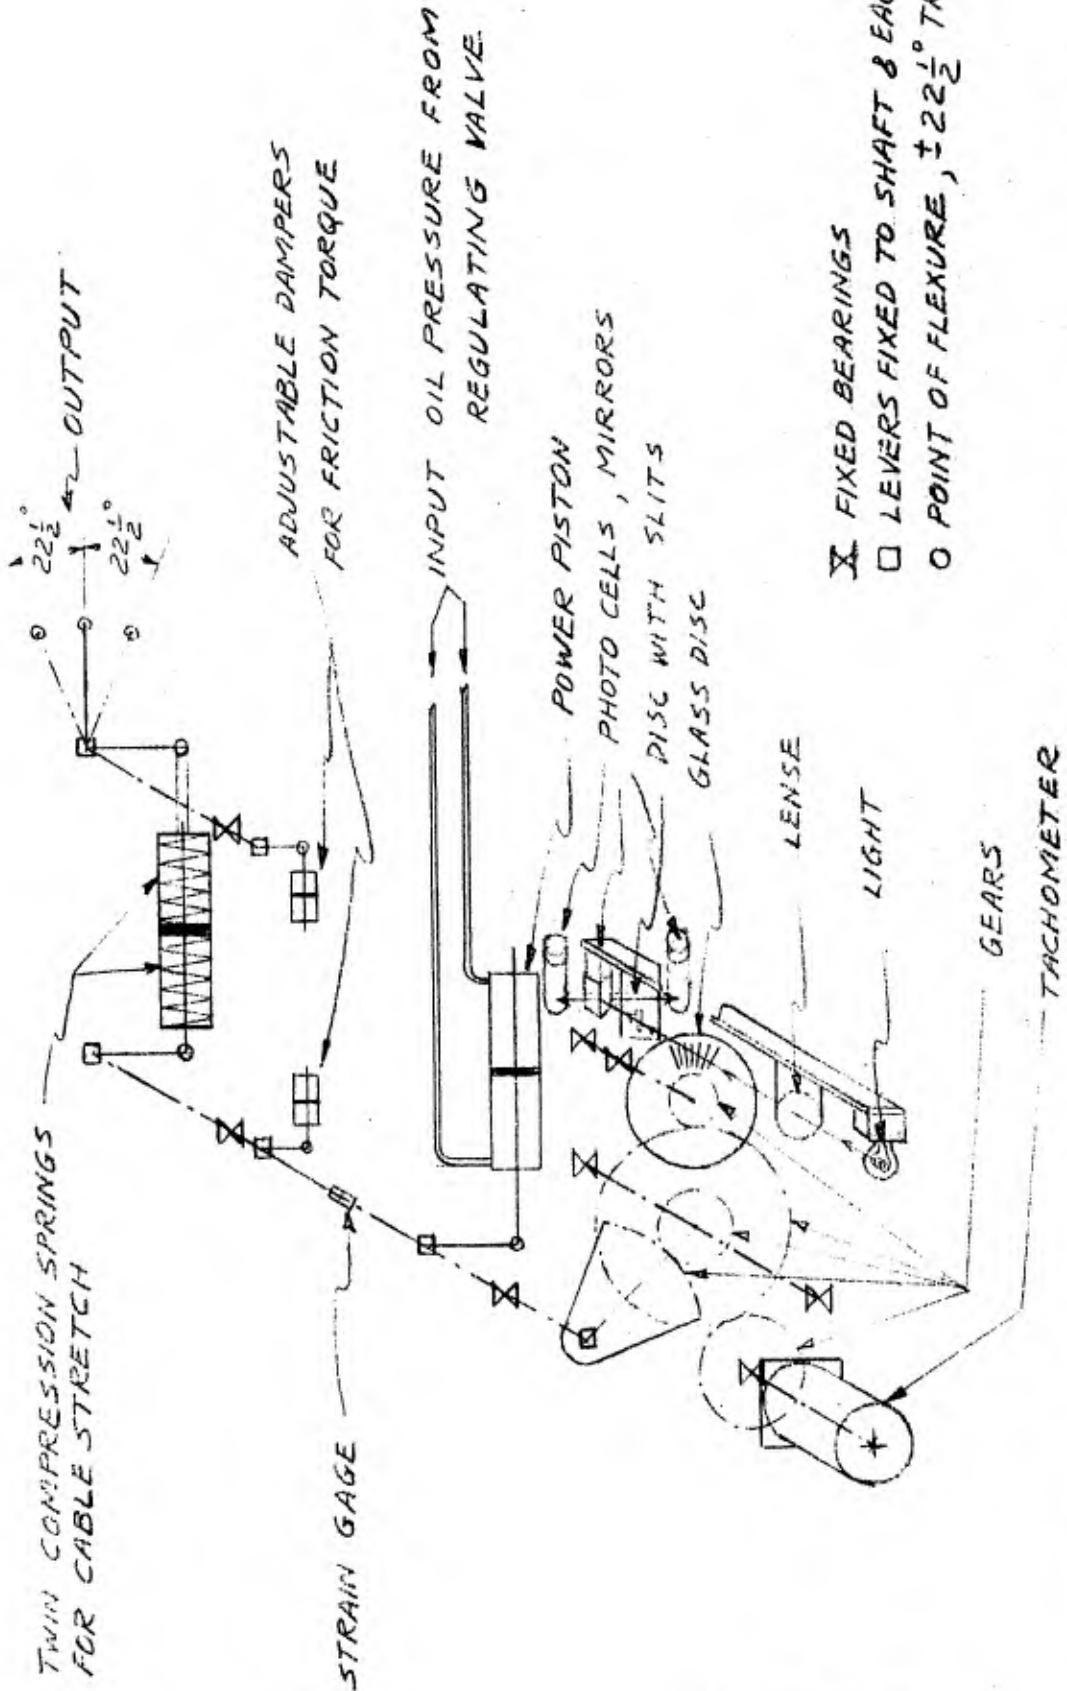 TWIN COMPRESSION SPRINGS
FOR CABLE STRETCH
22½°
22½°
OUTPUT
ADJUSTABLE DAMPERS
FOR FRICTION TORQUE
STRAIN GAGE
INPUT OIL PRESSURE FROM
REGULATING VALVE
POWER PISTON
PHOTO CELLS, MIRRORS
DISC WITH SLITS
GLASS DISC
LENSE
LIGHT
GEARS
TACHOMETER
FIXED BEARINGS
LEVERS FIXED TO SHAFT &
POINT OF FLEXURE, ±22½°